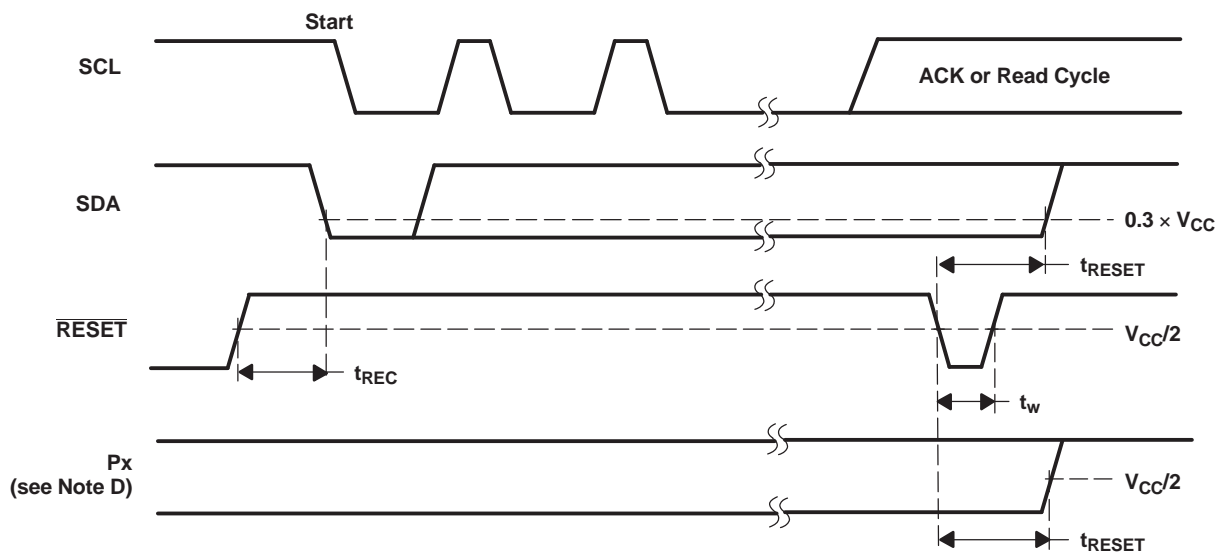 Start
SCL
ACK or Read Cycle
SDA
0.3 × VCC
tRESET
RESET
VCC/2
tREC
tW
Px
(see Note D)
VCC/2
tRESET